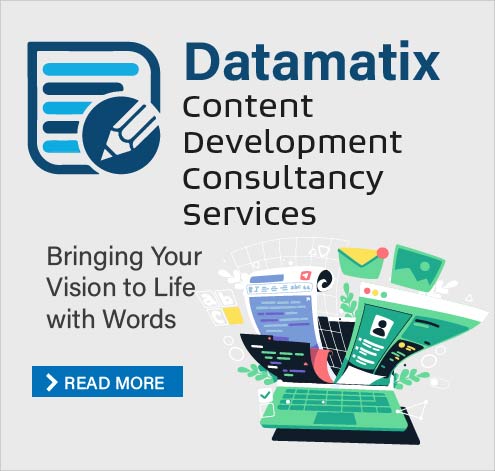 Datamatix
Content
Development
Consultancy
Services
Bringing Your
Vision to Life
with Words
READ MORE